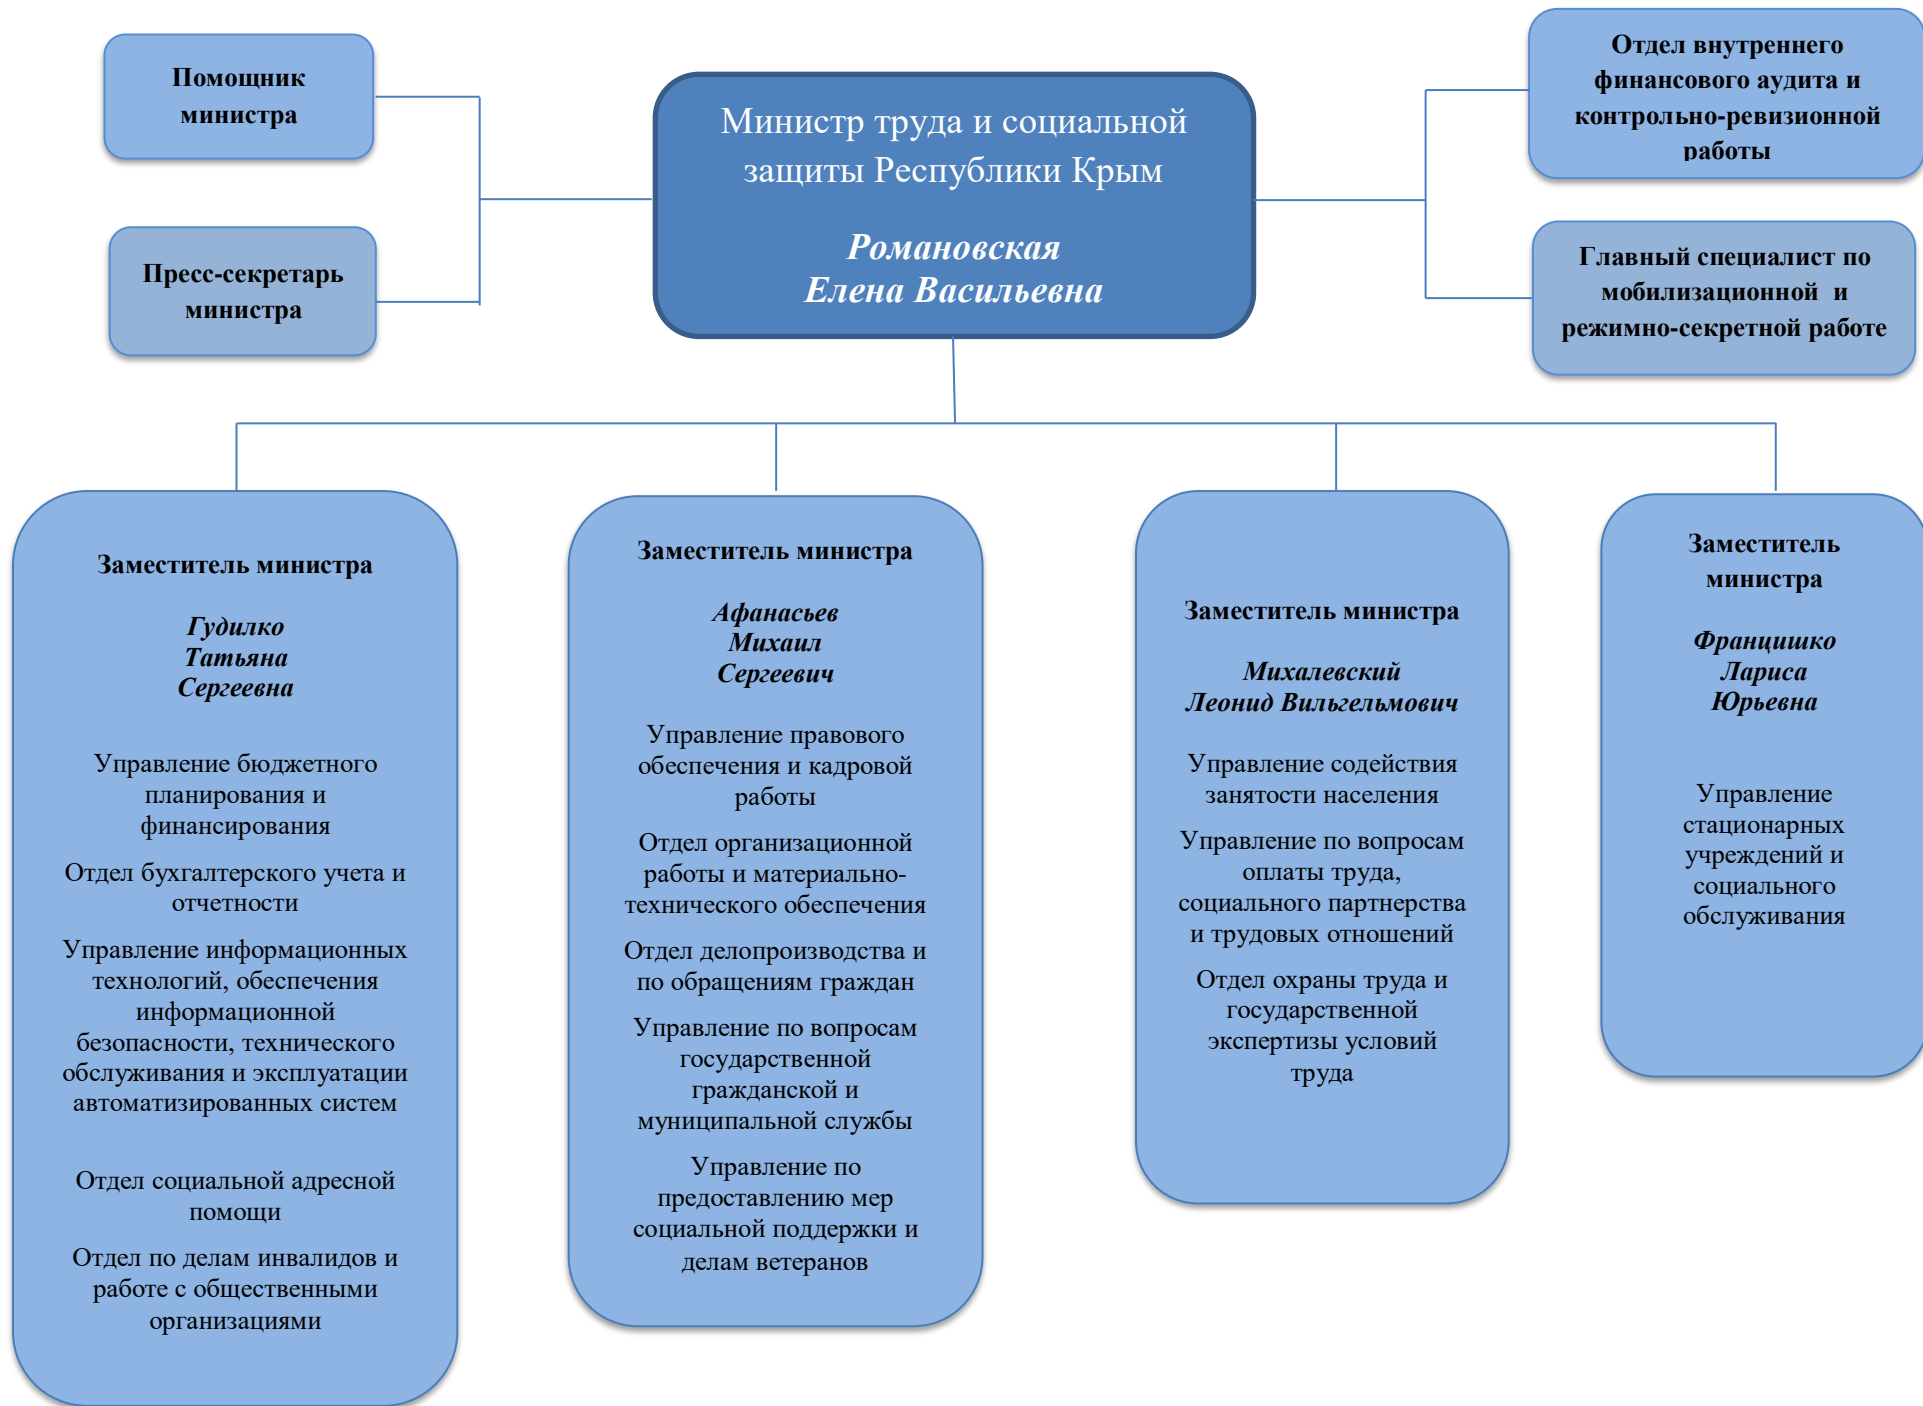 Помощник
министра
Пресс-секретарь
министра
Министр труда и социальной
защиты Республики Крым
Романовская
Елена Васильевна
Отдел внутреннего
финансового аудита и
контрольно-ревизионной
работы
Главный специалист по
мобилизационной и
режимно-секретной работе
Заместитель министра
Гудилко
Татьяна
Сергеевна
Управление бюджетного
планирования и
финансирования
Отдел бухгалтерского учета и
отчетности
Управление информационных
технологий, обеспечения
информационной
безопасности, технического
обслуживания и эксплуатации
автоматизированных систем
Отдел социальной адресной
помощи
Отдел по делам инвалидов и
работе с общественными
организациями
Заместитель министра
Афанасьев
Михаил
Сергеевич
Управление правового
обеспечения и кадровой
работы
Отдел организационной
работы и материально-
технического обеспечения
Отдел делопроизводства и
по обращениям граждан
Управление по вопросам
государственной
гражданской и
муниципальной службы
Управление по
предоставлению мер
социальной поддержки и
делам ветеранов
Заместитель министра
Михалевский
Леонид Вильгельмович
Управление содействия
занятости населения
Управление по вопросам
оплаты труда,
социального партнерства
и трудовых отношений
Отдел охраны труда и
государственной
экспертизы условий
труда
Заместитель
министра
Францишко
Лариса
Юрьевна
Управление
стационарных
учреждений и
социального
обслуживания